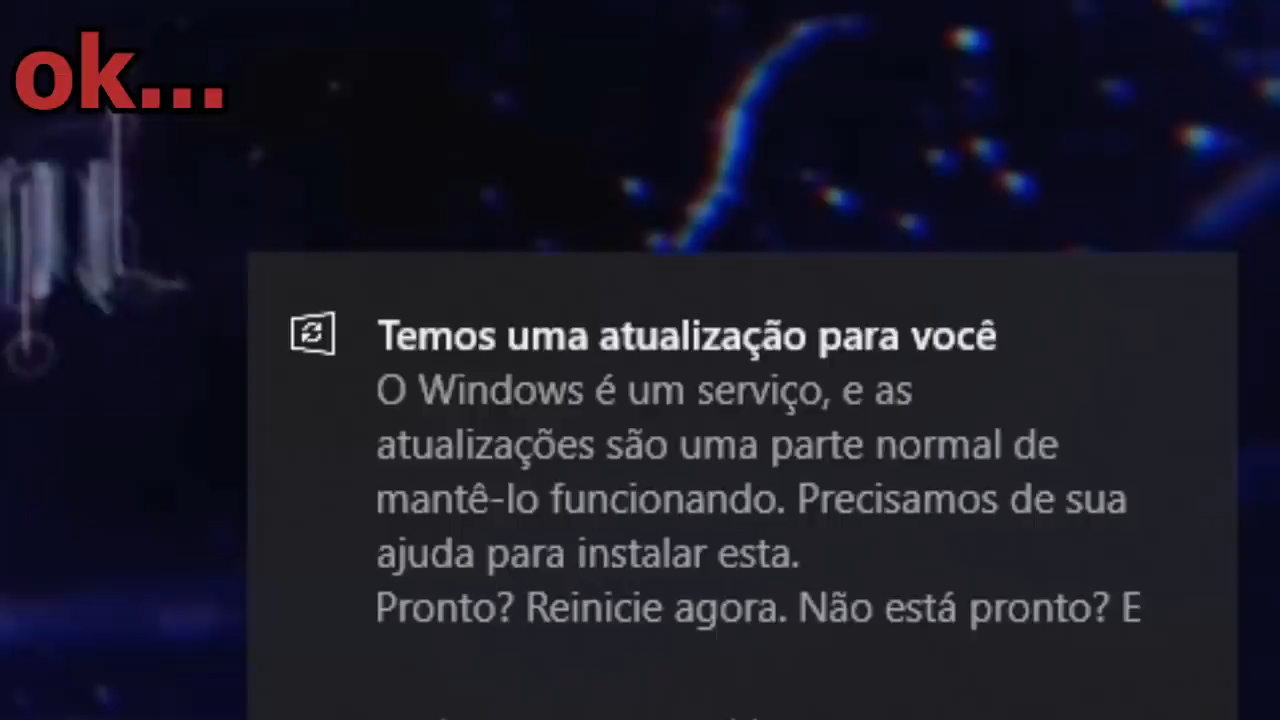 ok...
Temos uma atualização para você
O Windows é um serviço, e as
atualizações são uma parte normal de
mantê-lo funcionando. Precisamos de sua
ajuda para instalar esta.
Pronto? Reinicie agora. Não está pronto? E